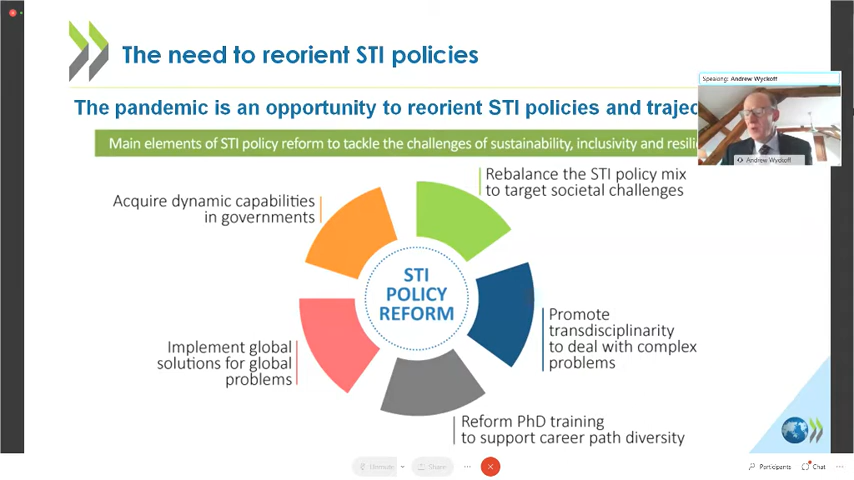 The need to reorient STI policies
Speaking: Andrew Wyckoff
The pandemic is an opportunity to reorient STI policies and trajec
Main elements of STI policy reform to tackle the challenges of sustainability, inclusivity and resili
Andrew Wyckoff
Rebalance the STI policy mix
to target societal challenges
Acquire dynamic capabilities
in governments
STI
POLICY
REFORM
Promote
transdisciplinarity
to deal with complex
problems
Implement global
solutions for global
problems
Reform PhD training
to support career path diversity
Unmute
Share
Participants
Chat